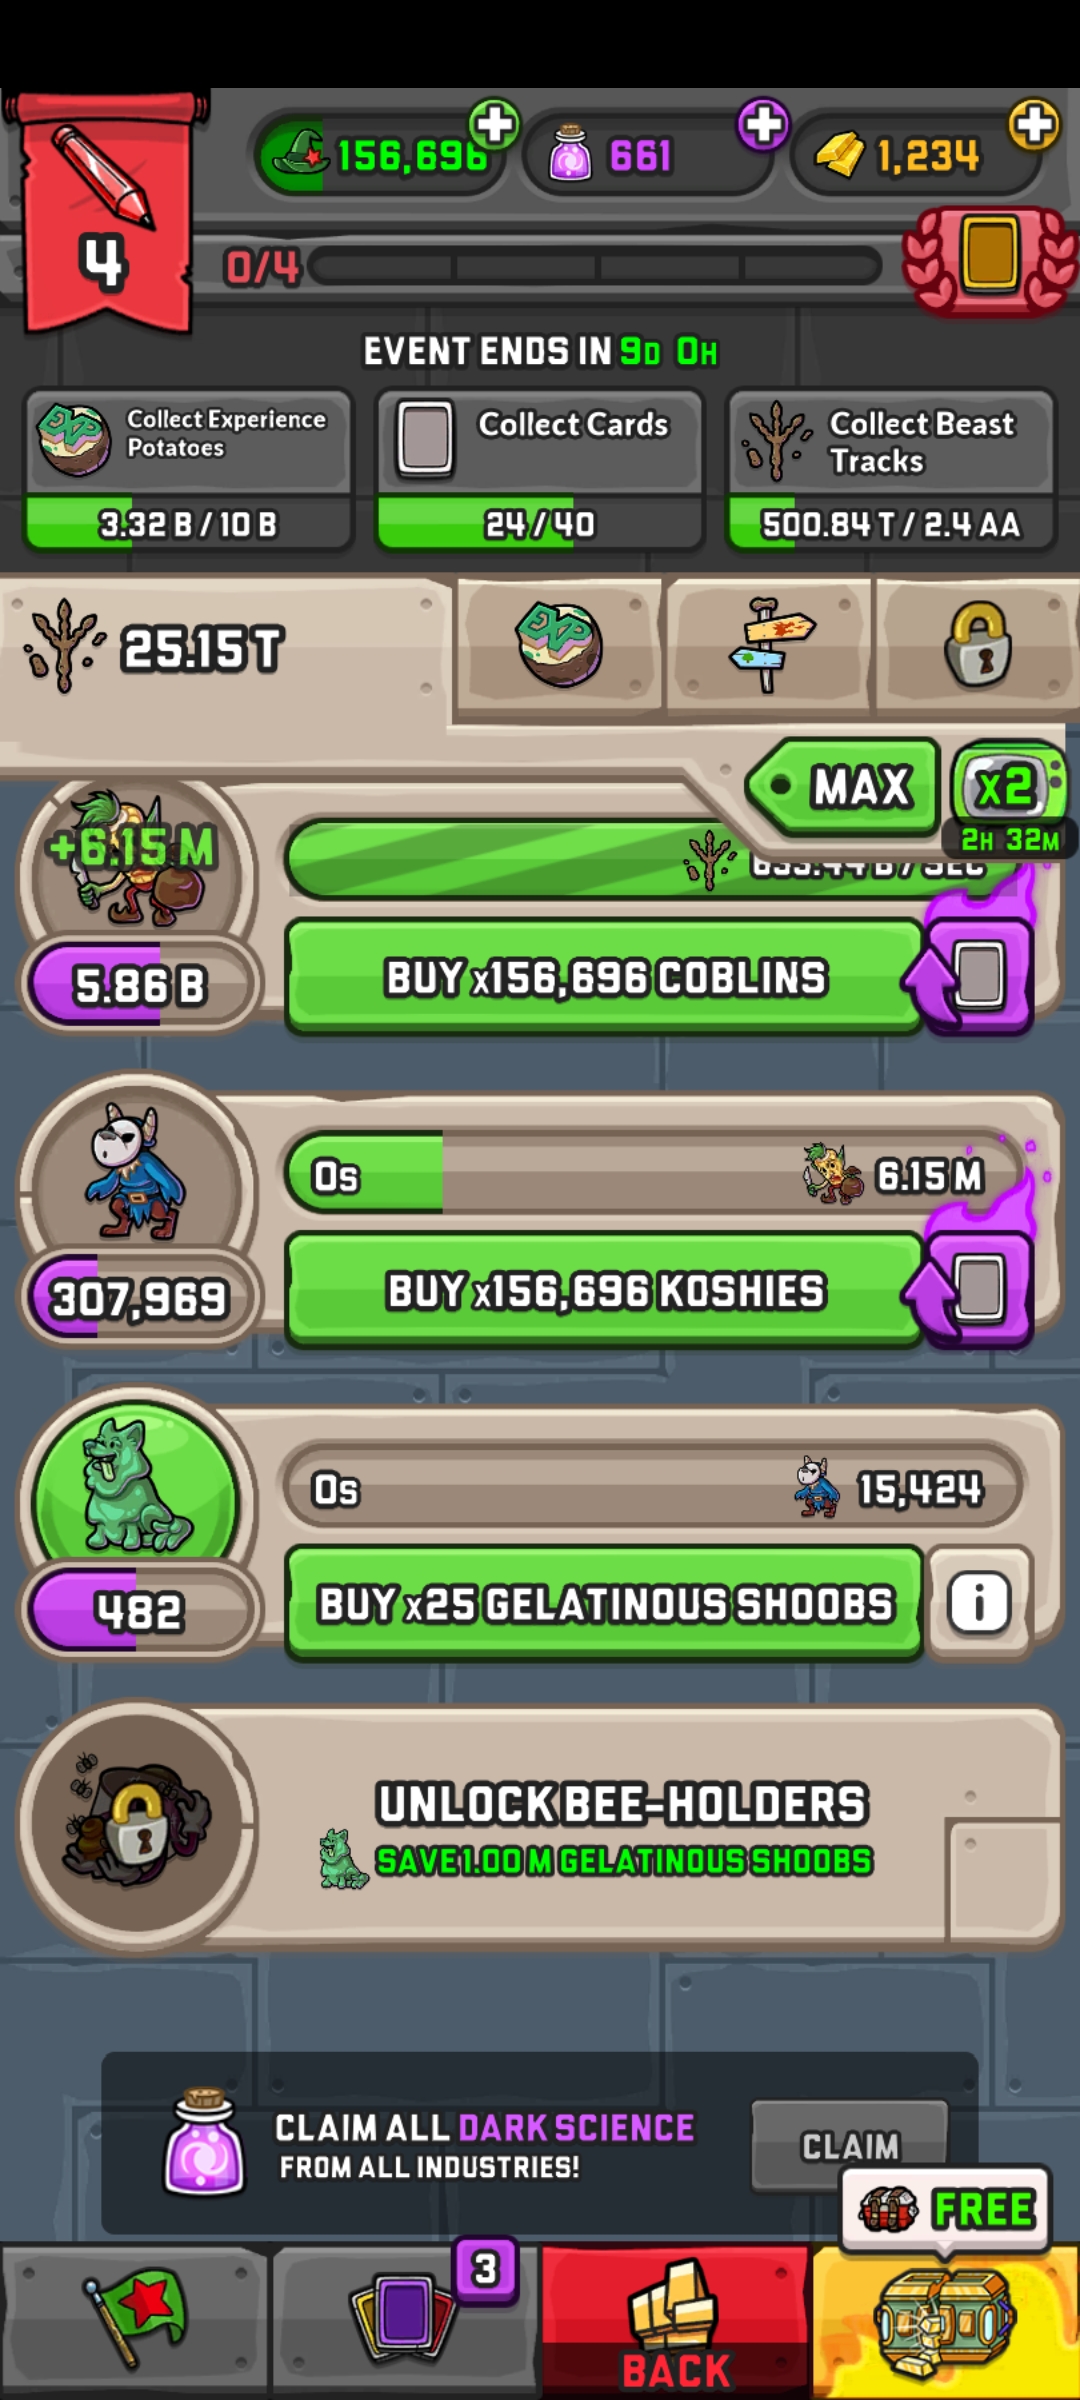 156,696
661
1,234
4
0/4
EVENT ENDS IN 9D 0H
EXP
Collect Experience
Potatoes
Collect Cards
Collect Beast
Tracks
3.32 B / 10 B
24 / 40
500.84 T / 2.4 AA
25.15 T
EXP
MAX
x2
2H 32M
+6.15 M
5.86 B
BUY x156,696 COBLINS
0s
6.15 M
307,969
BUY x156,696 KOSHIES
0s
15,424
482
BUY x25 GELATINOUS SHOOBS
i
UNLOCK BEE-HOLDERS
SAVE 1.00 M GELATINOUS SHOOBS
CLAIM ALL DARK SCIENCE
FROM ALL INDUSTRIES!
CLAIM
FREE
3
BACK